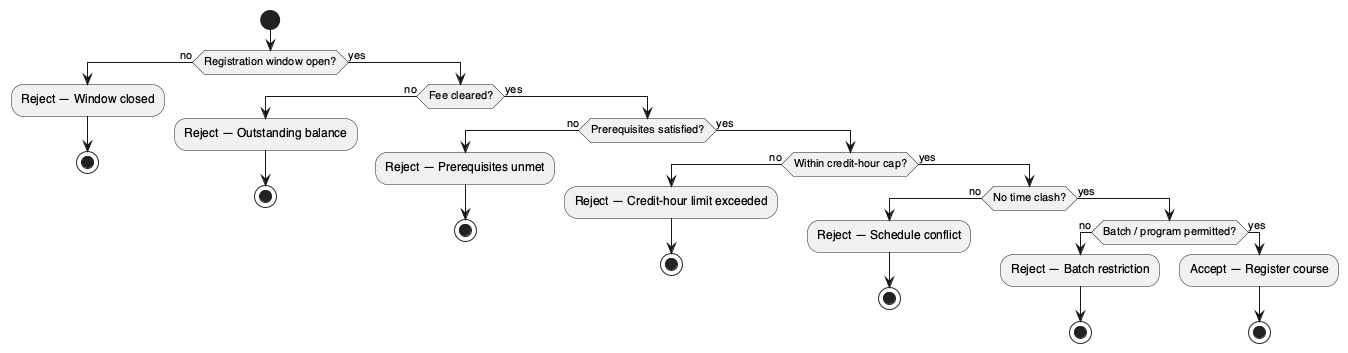 Registration window open?
no
yes
Reject — Window closed
Fee cleared?
no
yes
Reject — Outstanding balance
Prerequisites satisfied?
no
yes
Reject — Prerequisites unmet
Within credit-hour cap?
no
yes
Reject — Credit-hour limit exceeded
No time clash?
no
yes
Reject — Schedule conflict
Batch / program permitted?
no
yes
Reject — Batch restriction
Accept — Register course